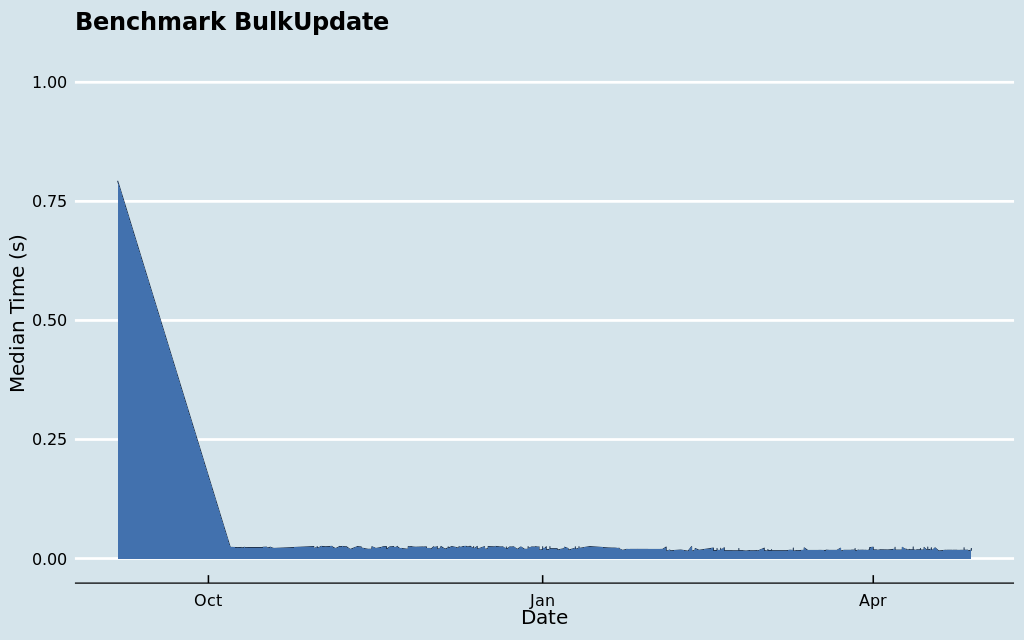 Benchmark BulkUpdate
1.00
0.75
0.50
0.25
0.00
Median Time (s)
Oct
Jan
Apr
Date